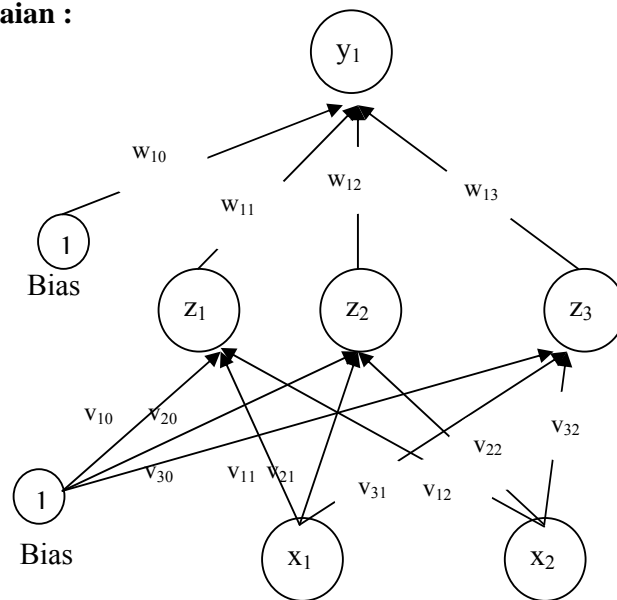 aian :
y₁
w₁₀
w₁₁ w₁₂ w₁₃
1
Bias
z₁ z₂ z₃
v₁₀ v₂₀
v₃₀ v₁₁ v₂₁ v₃₁ v₁₂ v₂₂ v₃₂
1
Bias
x₁ x₂